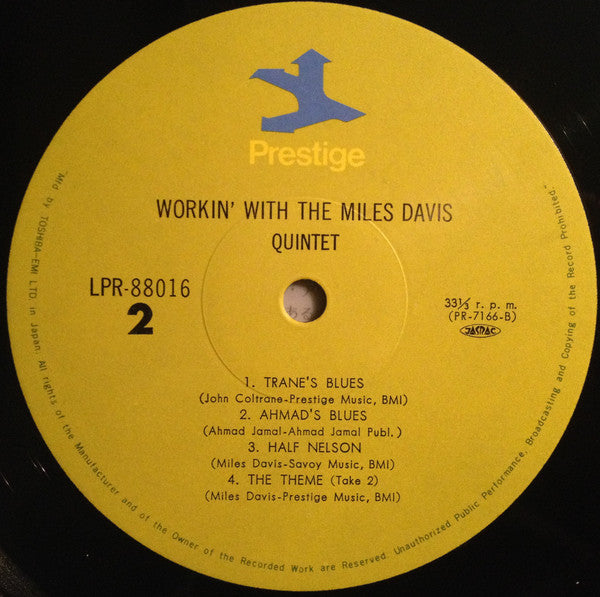 Prestige
WORKIN' WITH THE MILES DAVIS
QUINTET
LPR-88016
2
33⅓ r. p. m.
(PR-7166-B)
JASRAC
1. TRANE'S BLUES
(John Coltrane-Prestige Music, BMI)
2. AHMAD'S BLUES
(Ahmad Jamal-Ahmad Jamal Publ.)
3. HALF NELSON
(Miles Davis-Savoy Music, BMI)
4. THE THEME (Take 2)
(Miles Davis-Prestige Music, BMI)
"Mfd by TOSHIBA-EMI LTD. in Japan. All rights of the Manufacturer and of the Owner of the Recorded Work are Reserved. Unauthorized Public Performance, Broadcasting and Copying of the Record Prohibited."